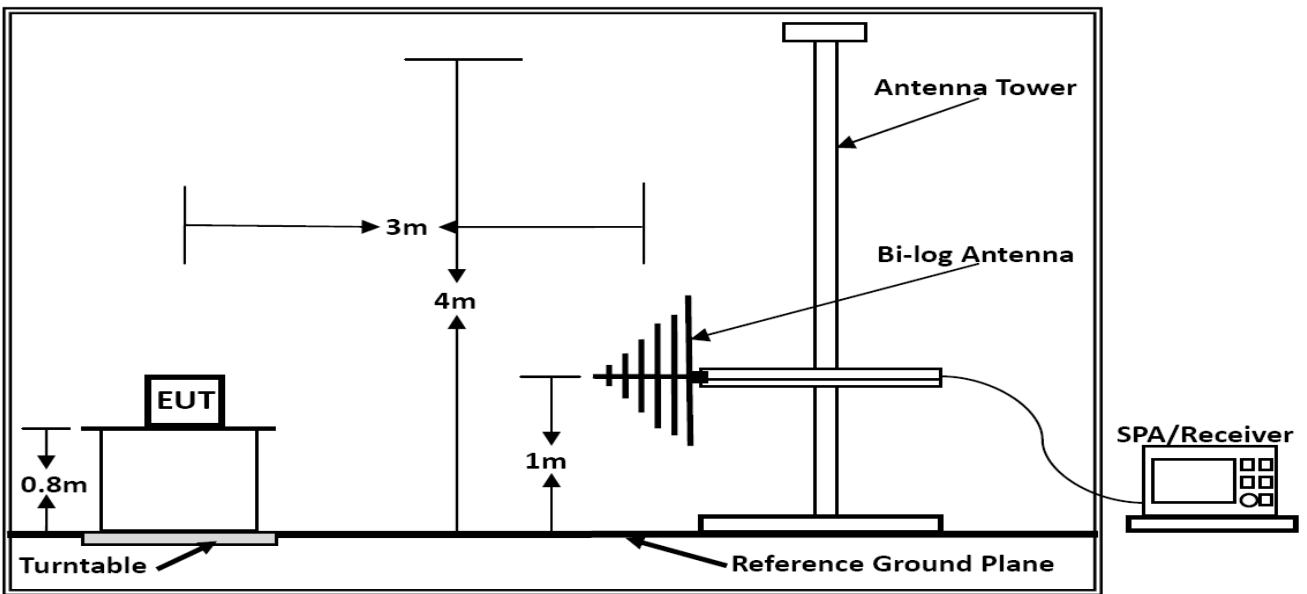 Antenna Tower
3m
Bi-log Antenna
4m
EUT
SPA/Receiver
1m
0.8m
Turntable
Reference Ground Plane